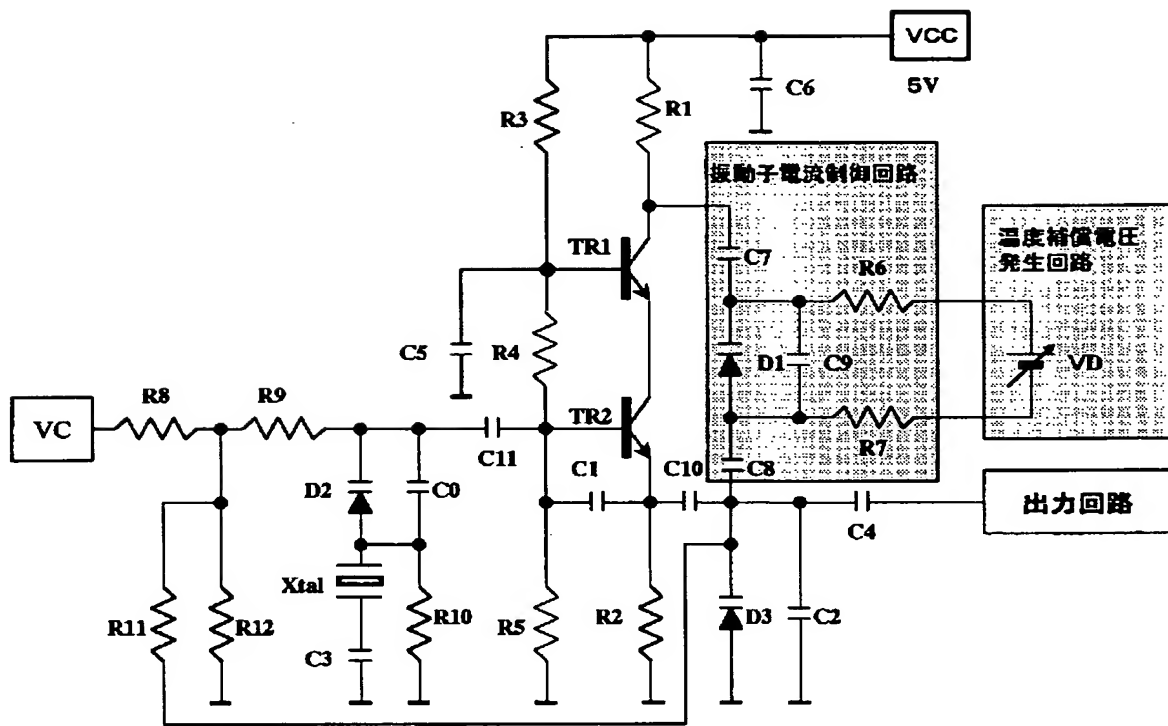 VCC
5V
C6
R3
R1
振動子電流制御回路
温度補償電圧
発生回路
TR1
C7
R6
C5
R4
D1
C9
VD
R8
R9
TR2
VC
C11
R7
C1
C10
C8
D2
C0
C4
出力回路
Xtal
R11
R12
R10
R5
R2
D3
C2
C3